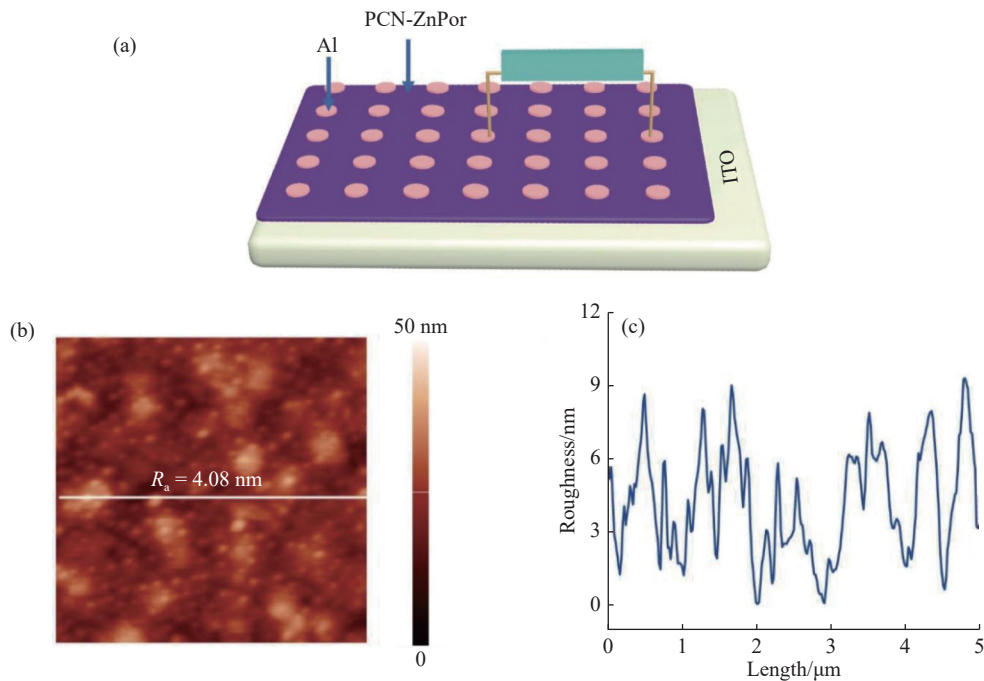 (a)
PCN-ZnPor
Al
ITO
(b)
50 nm
Rₐ = 4.08 nm
0
(c)
12
9
6
3
0
Roughness/nm
0 1 2 3 4 5
Length/μm